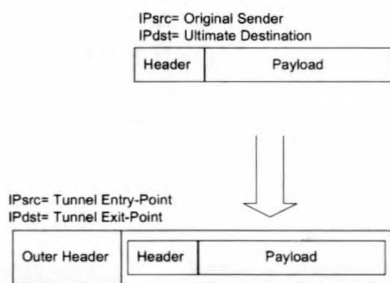 IPsrc= Original Sender
IPdst= Ultimate Destination
Header Payload
IPsrc= Tunnel Entry-Point
IPdst= Tunnel Exit-Point
Outer Header Header Payload